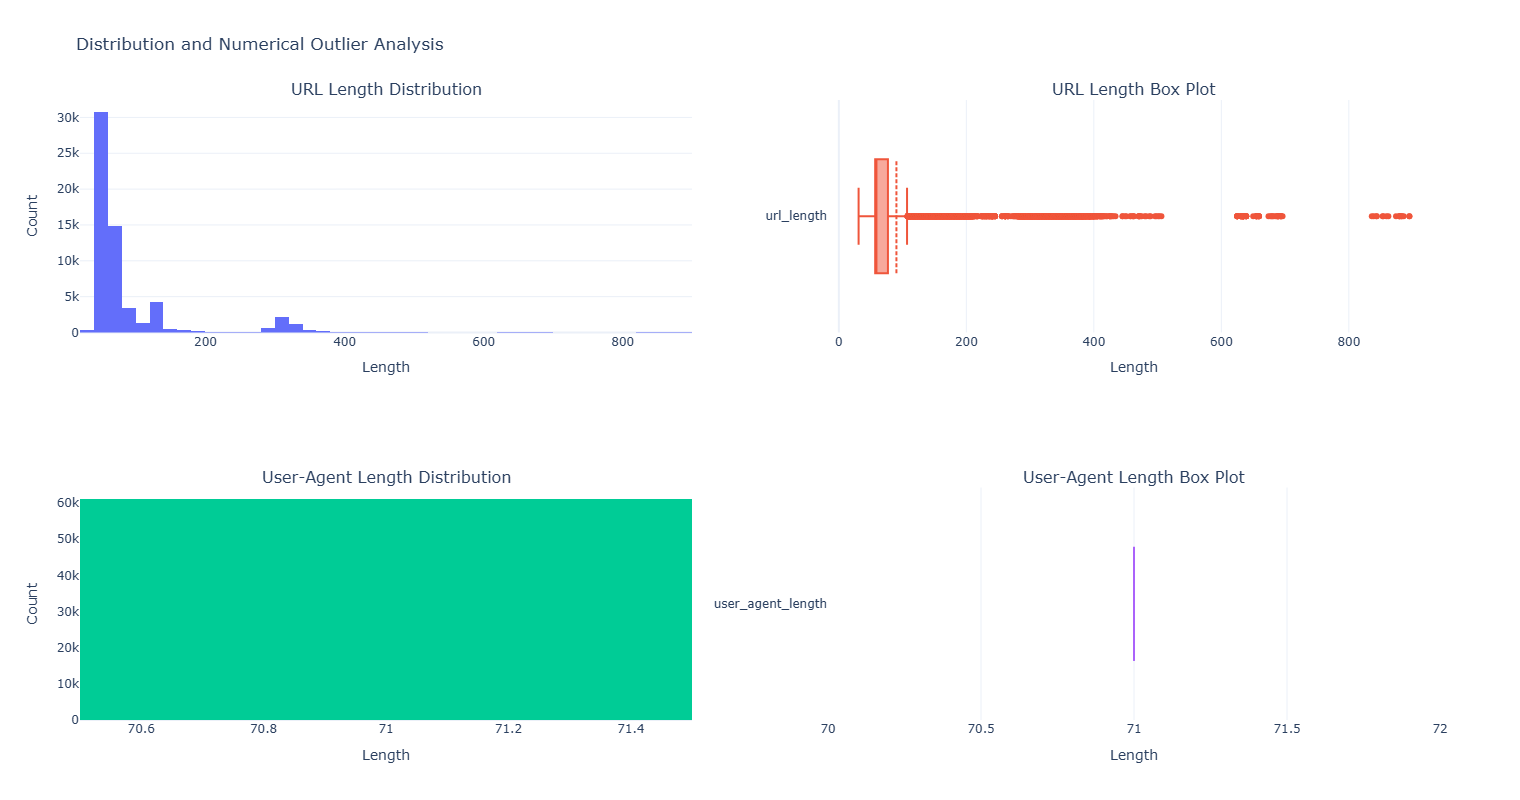 Distribution and Numerical Outlier Analysis
URL Length Distribution
30k
25k
20k
15k
10k
5k
0
Count
200
400
600
800
Length
URL Length Box Plot
url_length
0
200
400
600
800
Length
User-Agent Length Distribution
60k
50k
40k
30k
20k
10k
0
Count
70.6
70.8
71
71.2
71.4
Length
User-Agent Length Box Plot
user_agent_length
70
70.5
71
71.5
72
Length